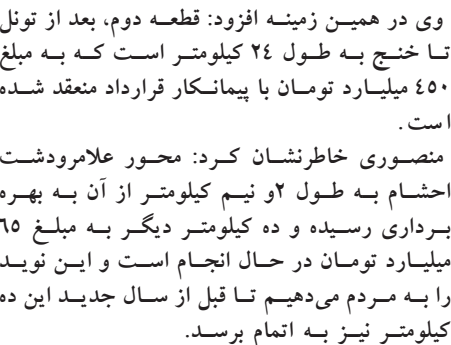 وی در همین زمینه افزود: قطعه دوم، بعد از تونل
تا خنج به طول ۲٤ کیلومتر است که به مبلغ
٤٥۰ میلیارد تومان با پیمانکار قرارداد منعقد شده
است.
منصوری خاطرنشان کرد: محور علامرودشت
احشام به طول ۲و نیم کیلومتر از آن به بهره
برداری رسیده و ده کیلومتر دیگر به مبلغ ٦٥
میلیارد تومان در حال انجام است و این نوید
را به مردم می‌دهیم تا قبل از سال جدید این ده
کیلومتر نیز به اتمام برسد.